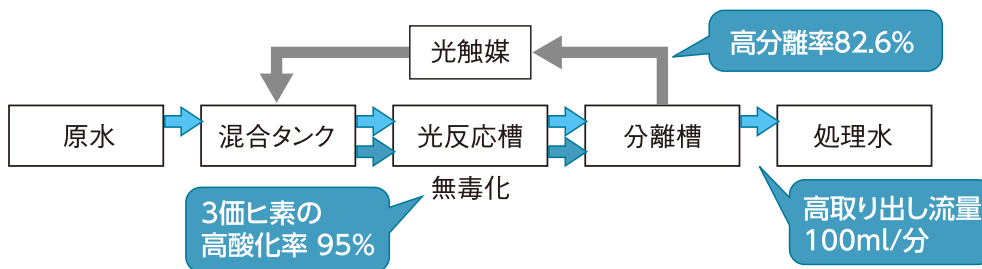 光触媒
高分離率82.6%
原水
混合タンク
光反応槽
分離槽
処理水
無毒化
3価ヒ素の
高酸化率 95%
高取り出し流量
100ml/分